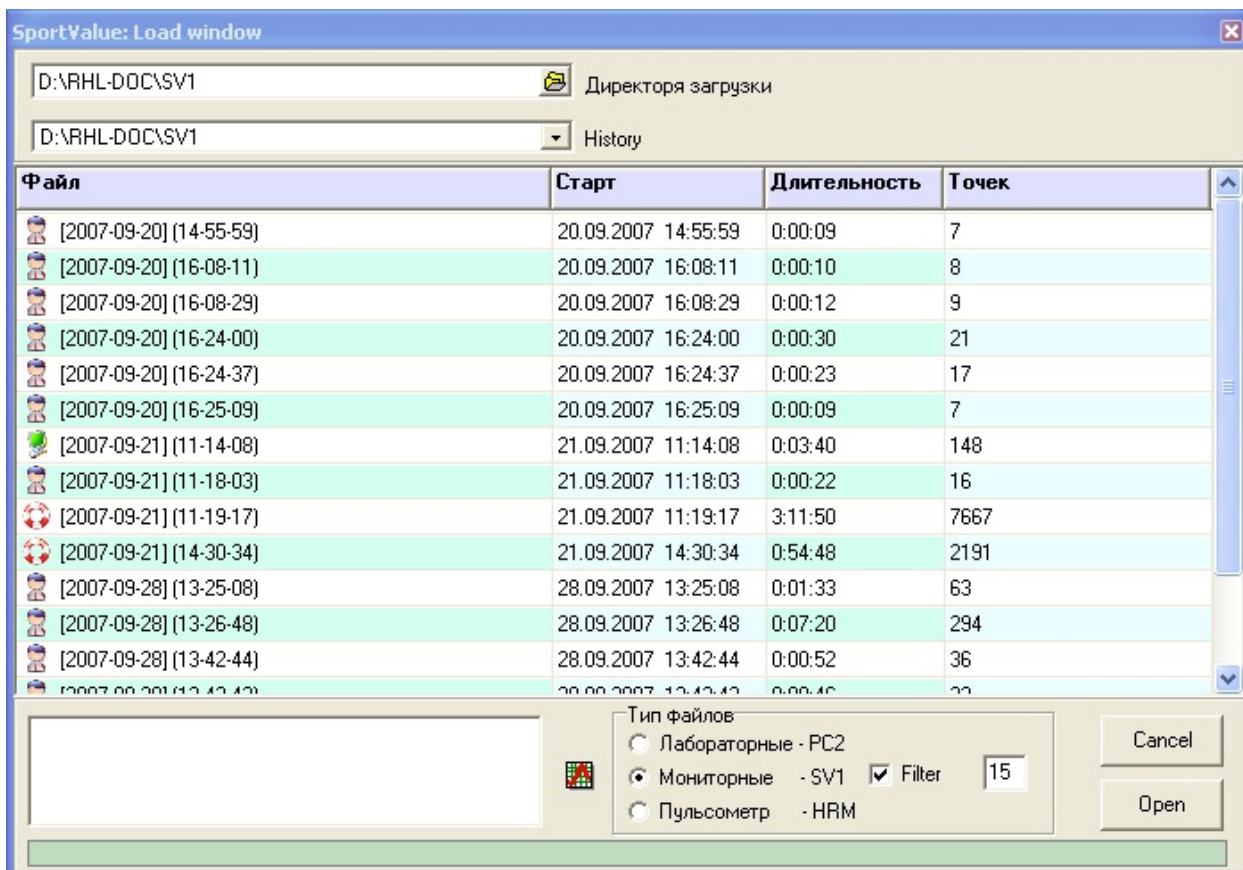 SportValue: Load window
D:\RHL-DOC\SV1 Директоря загрузки
D:\RHL-DOC\SV1 History
Файл Старт Длительность Точек
[2007-09-20] (14-55-59) 20.09.2007 14:55:59 0:00:09 7
[2007-09-20] (16-08-11) 20.09.2007 16:08:11 0:00:10 8
[2007-09-20] (16-08-29) 20.09.2007 16:08:29 0:00:12 9
[2007-09-20] (16-24-00) 20.09.2007 16:24:00 0:00:30 21
[2007-09-20] (16-24-37) 20.09.2007 16:24:37 0:00:23 17
[2007-09-20] (16-25-09) 20.09.2007 16:25:09 0:00:09 7
[2007-09-21] (11-14-08) 21.09.2007 11:14:08 0:03:40 148
[2007-09-21] (11-18-03) 21.09.2007 11:18:03 0:00:22 16
[2007-09-21] (11-19-17) 21.09.2007 11:19:17 3:11:50 7667
[2007-09-21] (14-30-34) 21.09.2007 14:30:34 0:54:48 2191
[2007-09-28] (13-25-08) 28.09.2007 13:25:08 0:01:33 63
[2007-09-28] (13-26-48) 28.09.2007 13:26:48 0:07:20 294
[2007-09-28] (13-42-44) 28.09.2007 13:42:44 0:00:52 36
Тип файлов
Лабораторные - PC2
Мониторные - SV1 Filter 15
Пульсометр - HRM
Cancel
Open